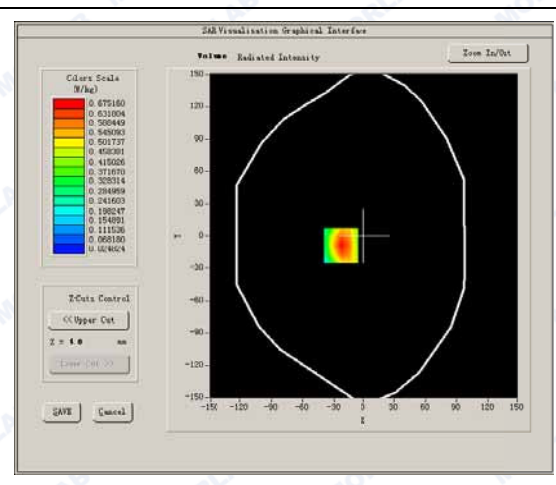 SAR Visualisation Graphical Interface
Volume Radiated Intensity
Zoom In/Out
Colors Scale
(W/kg)
0.675160
0.631804
0.588449
0.545093
0.501737
0.458381
0.415026
0.371670
0.328314
0.284959
0.241603
0.198247
0.154891
0.111536
0.068180
0.024824
Z-Cuts Control
<< Upper Cut
Z = 4.0 mm
Lower Cut >>
SAVE Cancel
150
120
90
60
30
0
-30
-60
-90
-120
-150
Y
-150 -120 -90 -60 -30 0 30 60 90 120 150
X